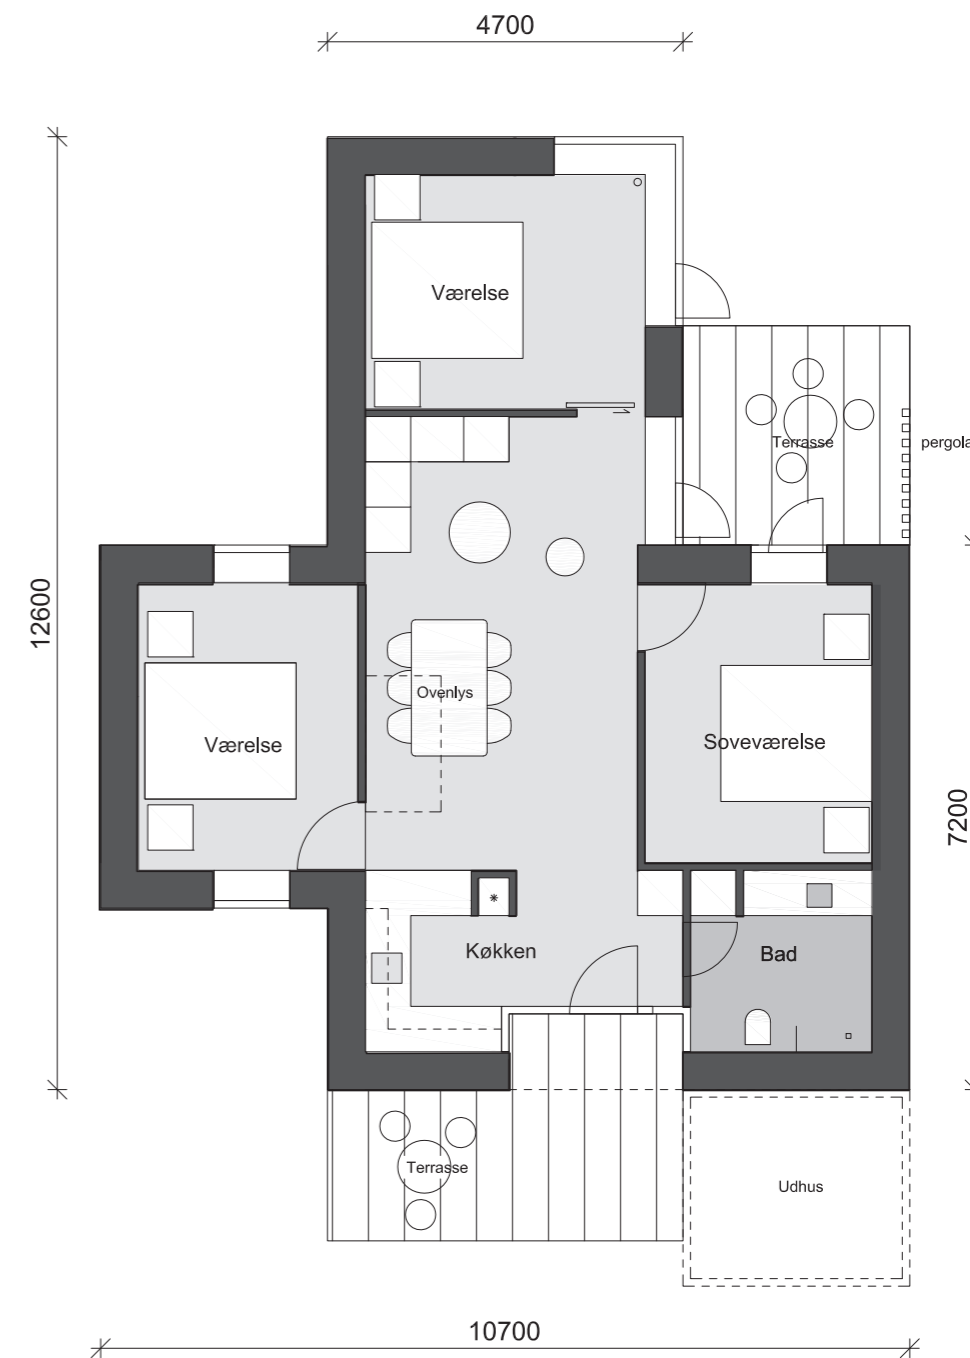 4700
Værelse
Terrasse
pergola
12600
Ovenlys
Værelse
Soveværelse
7200
Køkken
Bad
Terrasse
Udhus
10700